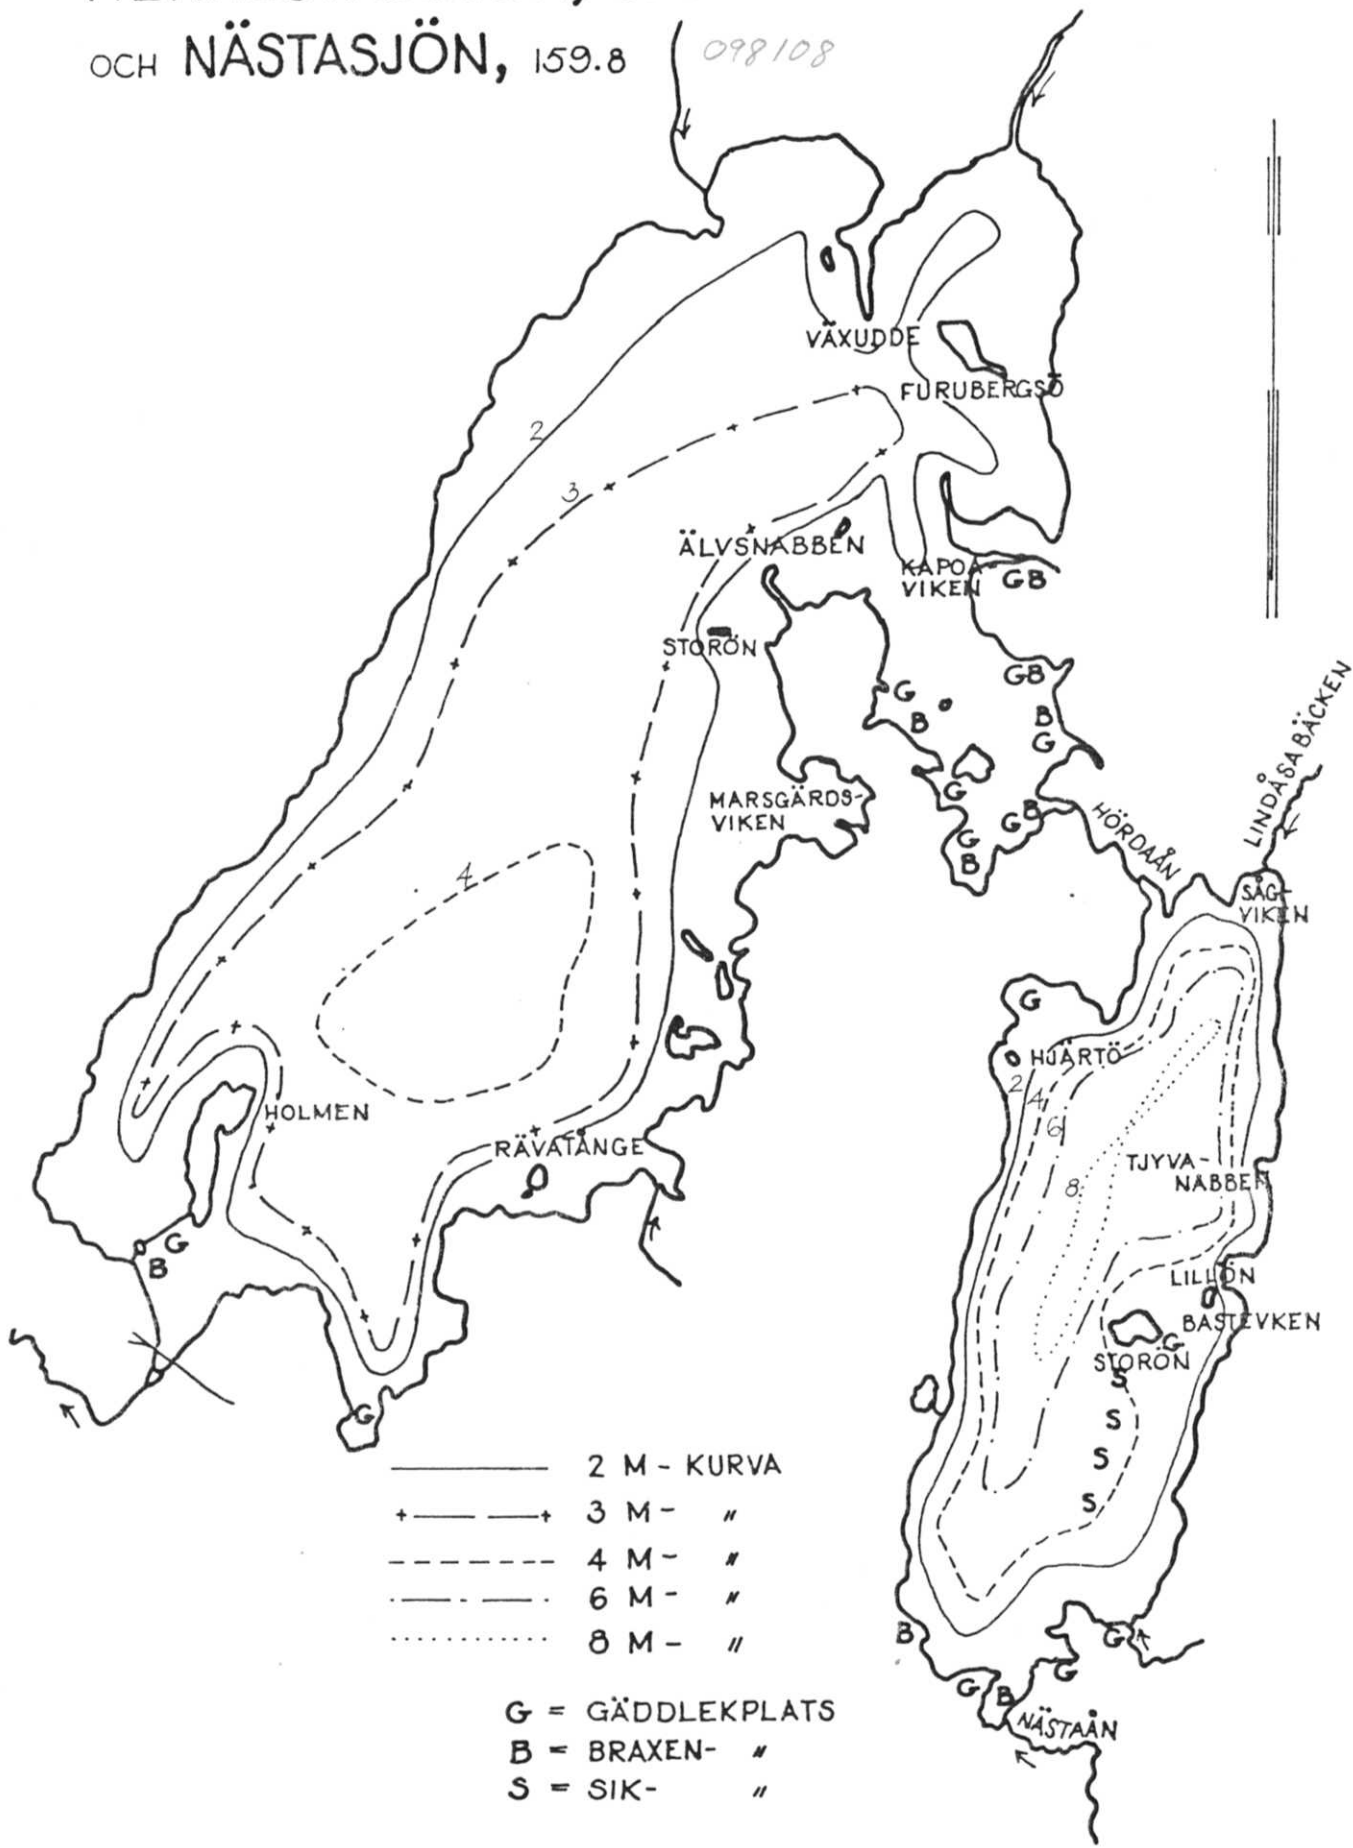 OCH NÄSTASJÖN, 159.8
098108
VÄXUDDE
FURUBERGSÖ
2
3
ÄLVSNABBEN
KAPOA-
VIKEN
GB
STORÖN
GB
G
B
B
G
MARSGÄRDS-
VIKEN
G
GB
G
B
HÖRDAÅN
LINDÅSABÄCKEN
SÅG-
VIKEN
4
G
HJÄRTÖ
2
4
6
8
HOLMEN
RÄVATÅNGE
TJYVA-
NABBEN
G
B
LILLÖN
BASTEVKEN
G
STORÖN
S
S
S
S
G
2 M - KURVA
3 M - "
4 M - "
6 M - "
8 M - "
B
G
G
G
B
NÄSTAÅN
G = GÄDDLEKPLATS
B = BRAXEN- "
S = SIK- "